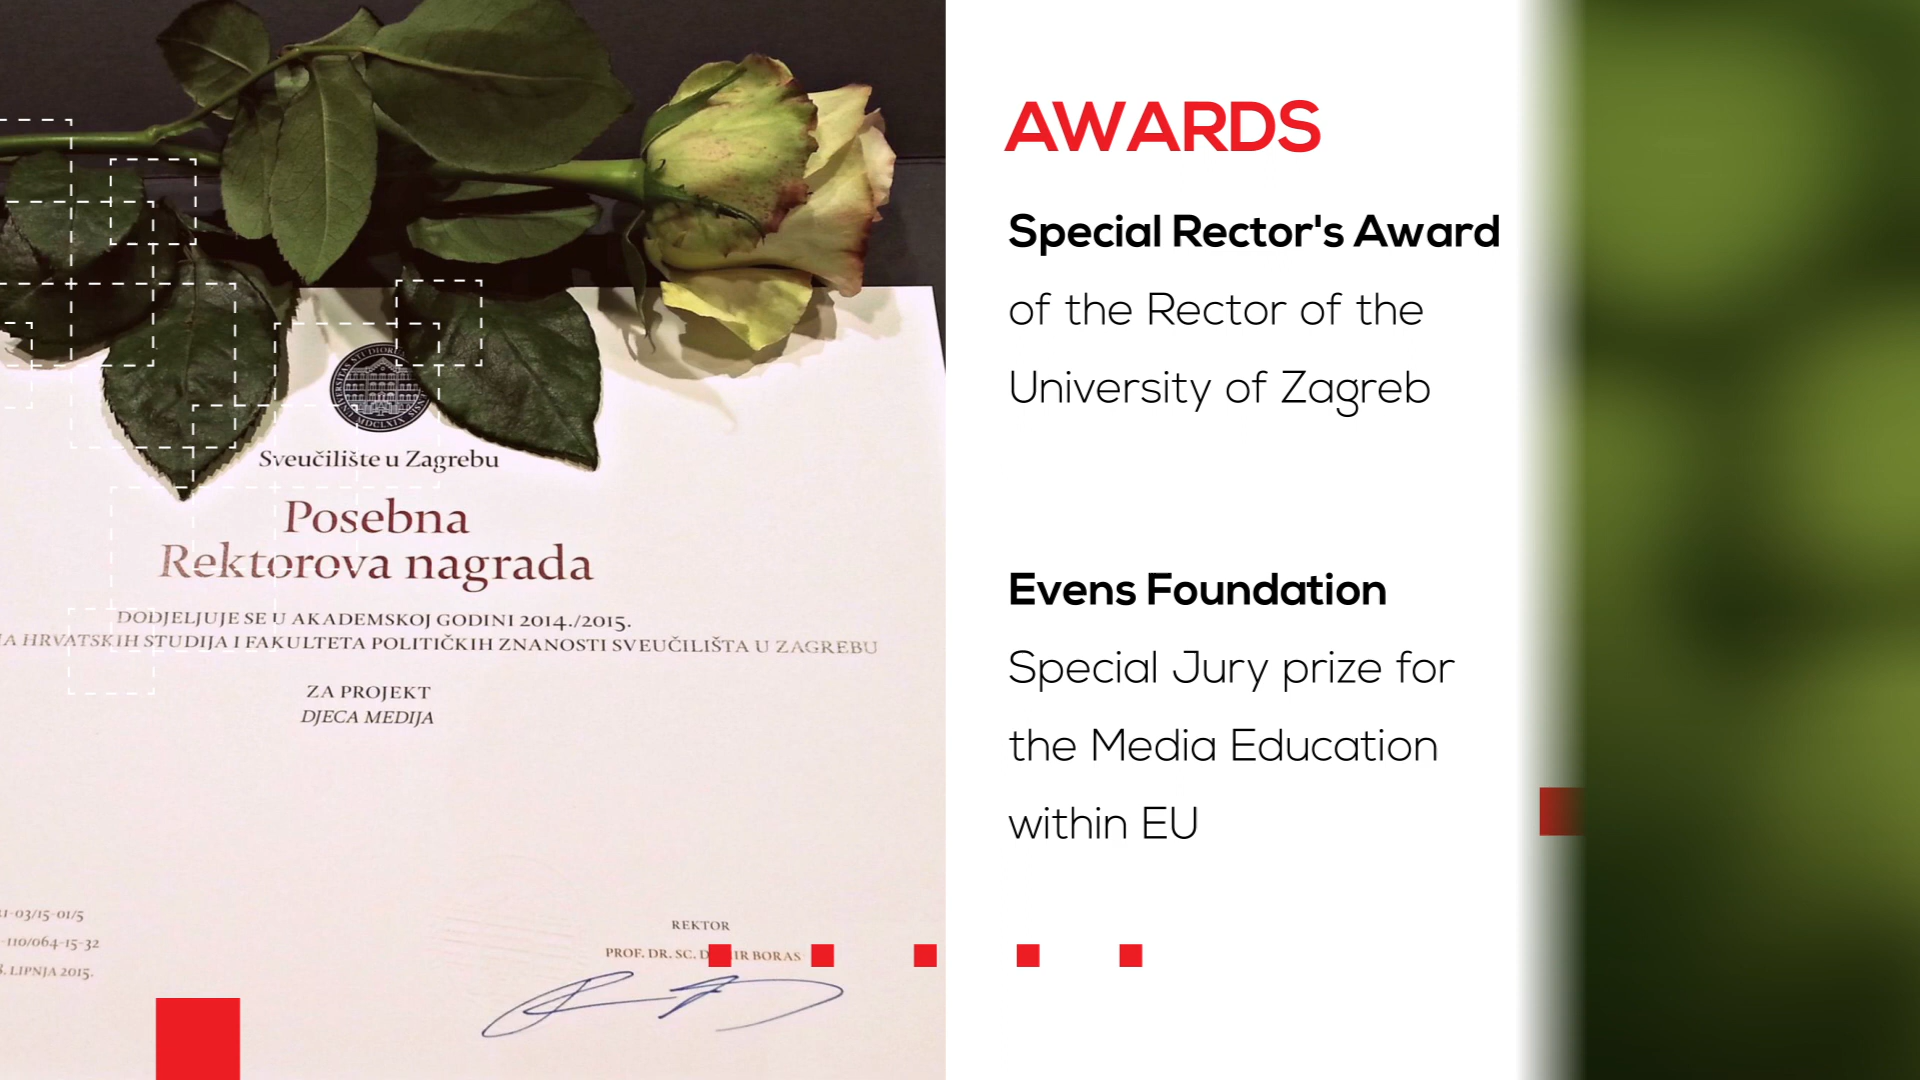 Sveučilište u Zagrebu
Posebna
Rektorova nagrada
DODJELJUJE SE U AKADEMSKOJ GODINI 2014./2015.
HRVATSKIH STUDIJA I FAKULTETA POLITIČKIH ZNANOSTI SVEUČILIŠTA U ZAGREBU
ZA PROJEKT
DJECA MEDIJA
1-03/15-01/5
-110/064-15-32
LIPNJA 2015.
REKTOR
PROF. DR. SC. BORAS
AWARDS
Special Rector's Award
of the Rector of the
University of Zagreb
Evens Foundation
Special Jury prize for
the Media Education
within EU